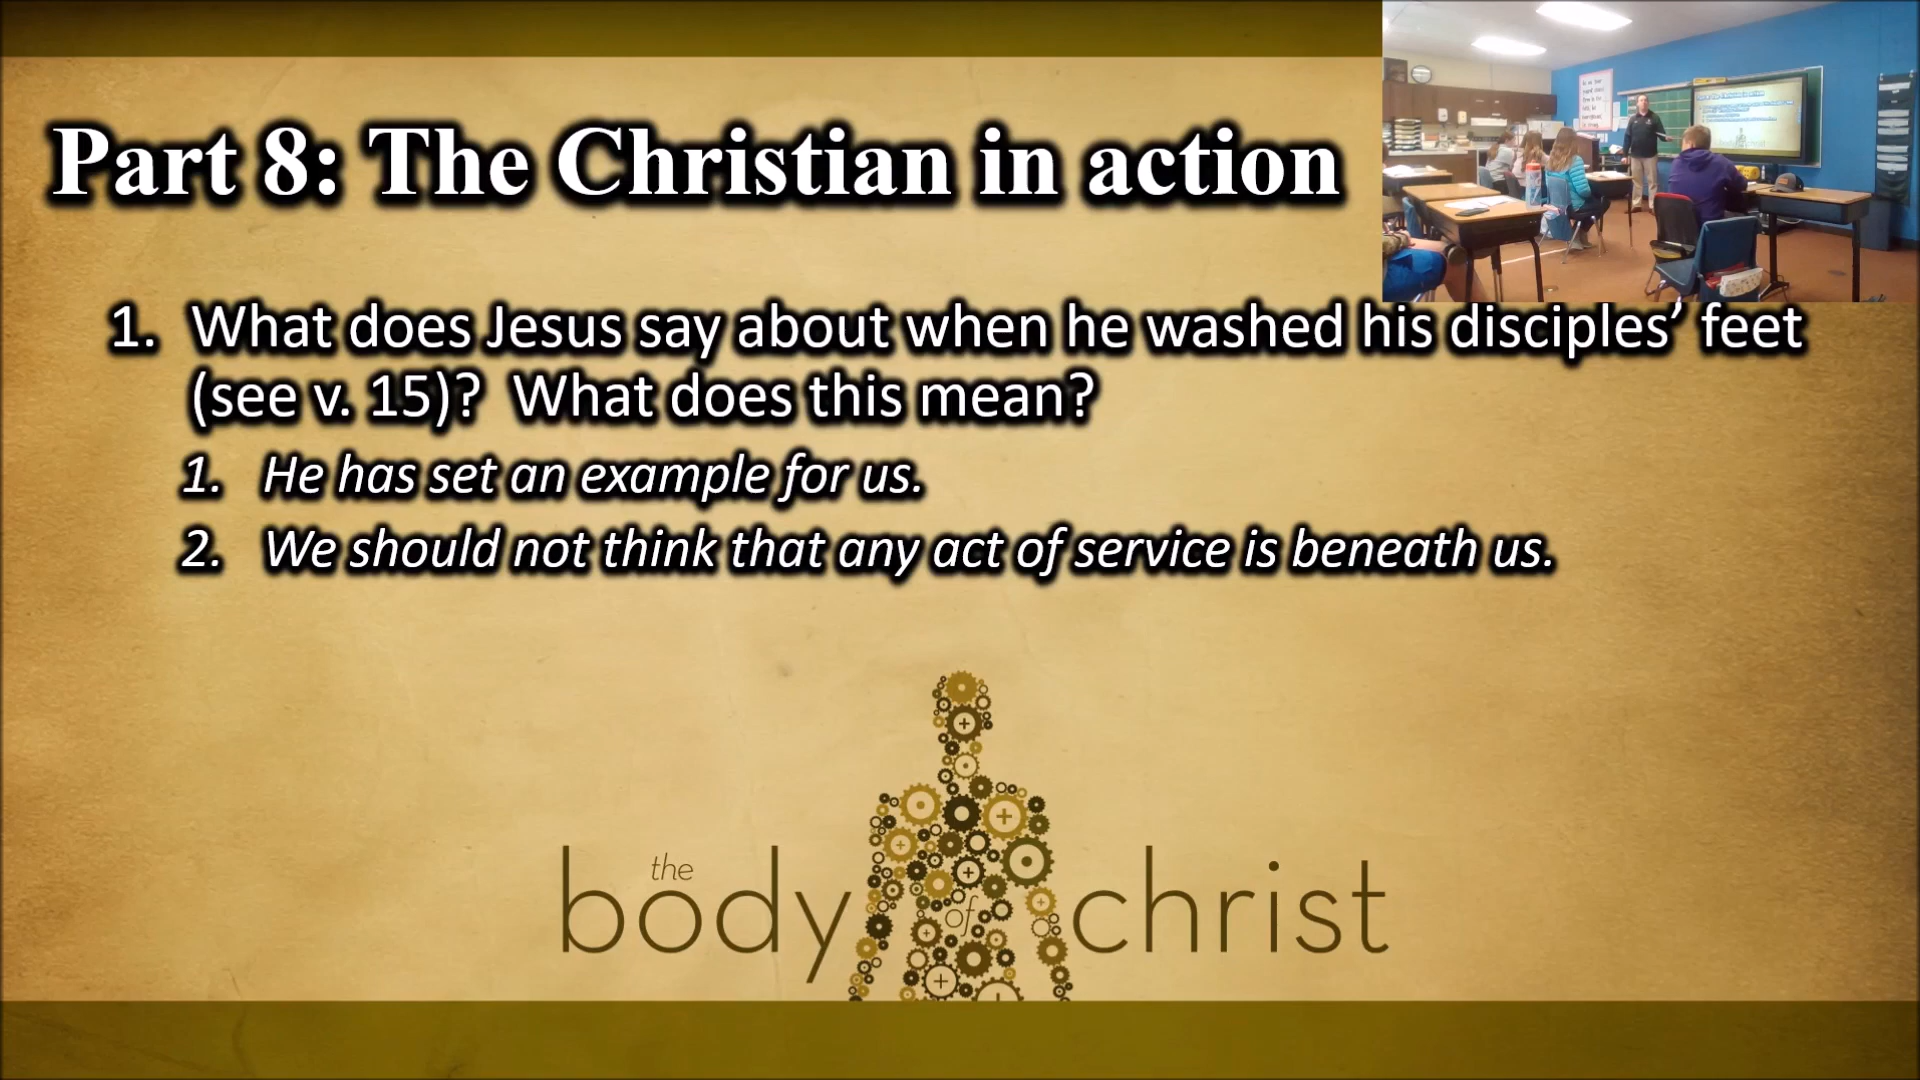 Part 8: The Christian in action
1. What does Jesus say about when he washed his disciples’ feet
(see v. 15)? What does this mean?
1. He has set an example for us.
2. We should not think that any act of service is beneath us.
the
body of christ